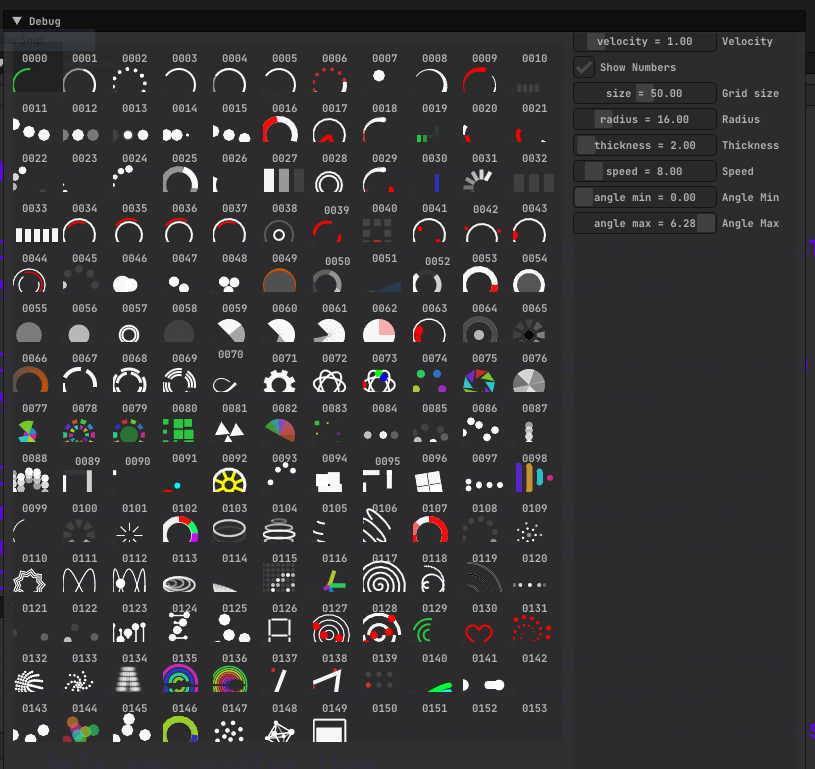 Debug
0000 0001 0002 0003 0004 0005 0006 0007 0008 0009 0010
velocity = 1.00 Velocity
Show Numbers
size = 50.00 Grid size
0011 0012 0013 0014 0015 0016 0017 0018 0019 0020 0021
radius = 16.00 Radius
thickness = 2.00 Thickness
0022 0023 0024 0025 0026 0027 0028 0029 0030 0031 0032
speed = 8.00 Speed
angle min = 0.00 Angle Min
0033 0034 0035 0036 0037 0038 0039 0040 0041 0042 0043
angle max = 6.28 Angle Max
0044 0045 0046 0047 0048 0049 0050 0051 0052 0053 0054
0055 0056 0057 0058 0059 0060 0061 0062 0063 0064 0065
0066 0067 0068 0069 0070 0071 0072 0073 0074 0075 0076
0077 0078 0079 0080 0081 0082 0083 0084 0085 0086 0087
0088 0089 0090 0091 0092 0093 0094 0095 0096 0097 0098
0099 0100 0101 0102 0103 0104 0105 0106 0107 0108 0109
0110 0111 0112 0113 0114 0115 0116 0117 0118 0119 0120
0121 0122 0123 0124 0125 0126 0127 0128 0129 0130 0131
0132 0133 0134 0135 0136 0137 0138 0139 0140 0141 0142
0143 0144 0145 0146 0147 0148 0149 0150 0151 0152 0153